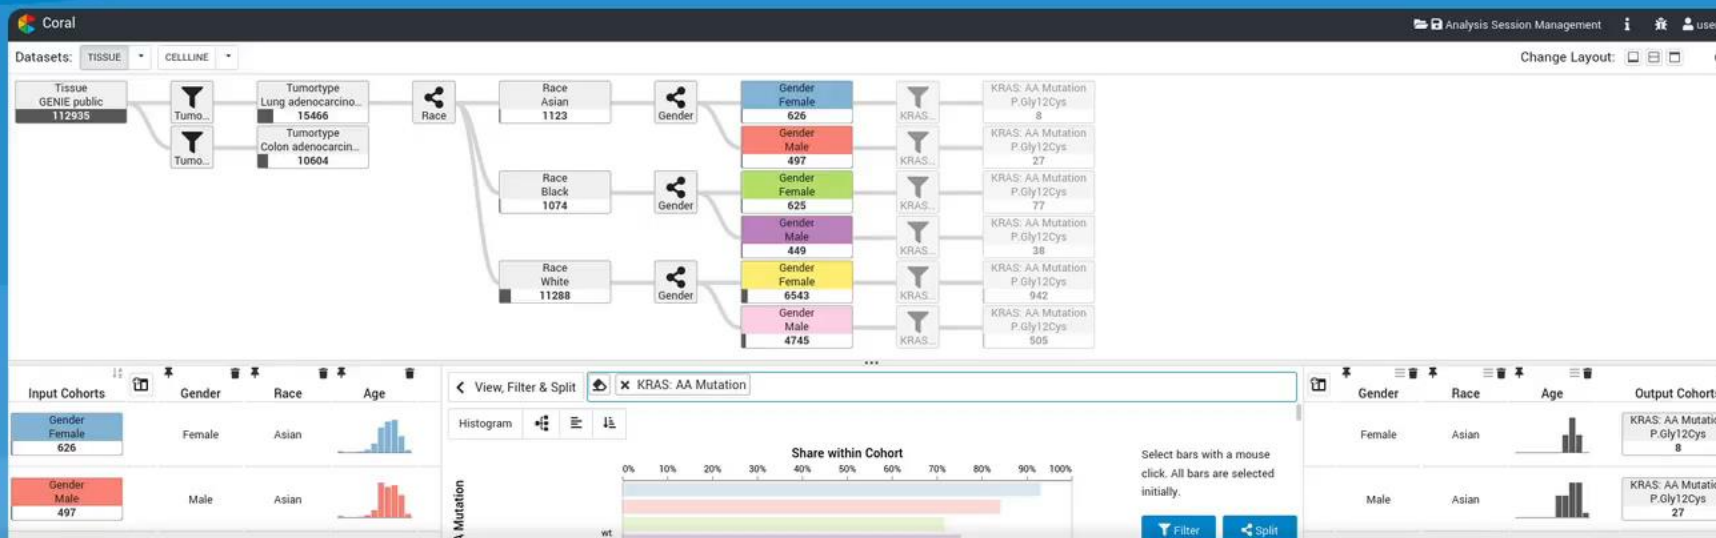 Coral
Analysis Session Management
use
Datasets:
TISSUE
CELLLINE
Change Layout:
Tissue
GENIE public
112935
Tumo...
Tumortype
Lung adenocarcino...
15466
Race
Tumo...
Tumortype
Colon adenocarcin...
10604
Race
Asian
1123
Gender
Race
Black
1074
Gender
Race
White
11288
Gender
Gender
Female
626
KRAS...
KRAS: AA Mutation
P.Gly12Cys
8
Gender
Male
497
KRAS...
KRAS: AA Mutation
P.Gly12Cys
27
Gender
Female
625
KRAS...
KRAS: AA Mutation
P.Gly12Cys
77
Gender
Male
449
KRAS...
KRAS: AA Mutation
P.Gly12Cys
38
Gender
Female
6543
KRAS...
KRAS: AA Mutation
P.Gly12Cys
942
Gender
Male
4745
KRAS...
KRAS: AA Mutation
P.Gly12Cys
505
Input Cohorts
Gender
Race
Age
Gender
Female
626
Female
Asian
Gender
Male
497
Male
Asian
View, Filter & Split
KRAS: AA Mutation
Histogram
Share within Cohort
0% 10% 20% 30% 40% 50% 60% 70% 80% 90% 100%
A Mutation
wt
Select bars with a mouse
click. All bars are selected
initially.
Filter
Split
Gender
Race
Age
Output Cohort
Female
Asian
KRAS: AA Mutatio
P.Gly12Cys
8
Male
Asian
KRAS: AA Mutatio
P.Gly12Cys
27